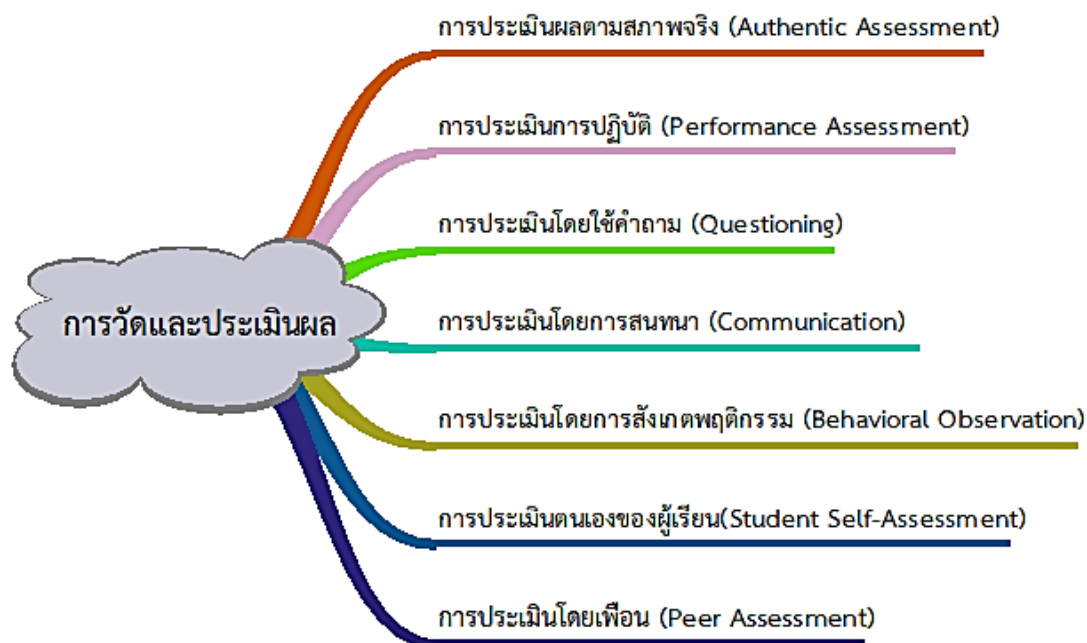 การประเมินผลตามสภาพจริง (Authentic Assessment)
การประเมินการปฏิบัติ (Performance Assessment)
การประเมินโดยใช้คำถาม (Questioning)
การวัดและประเมินผล
การประเมินโดยการสนทนา (Communication)
การประเมินโดยการสังเกตพฤติกรรม (Behavioral Observation)
การประเมินตนเองของผู้เรียน(Student Self-Assessment)
การประเมินโดยเพื่อน (Peer Assessment)